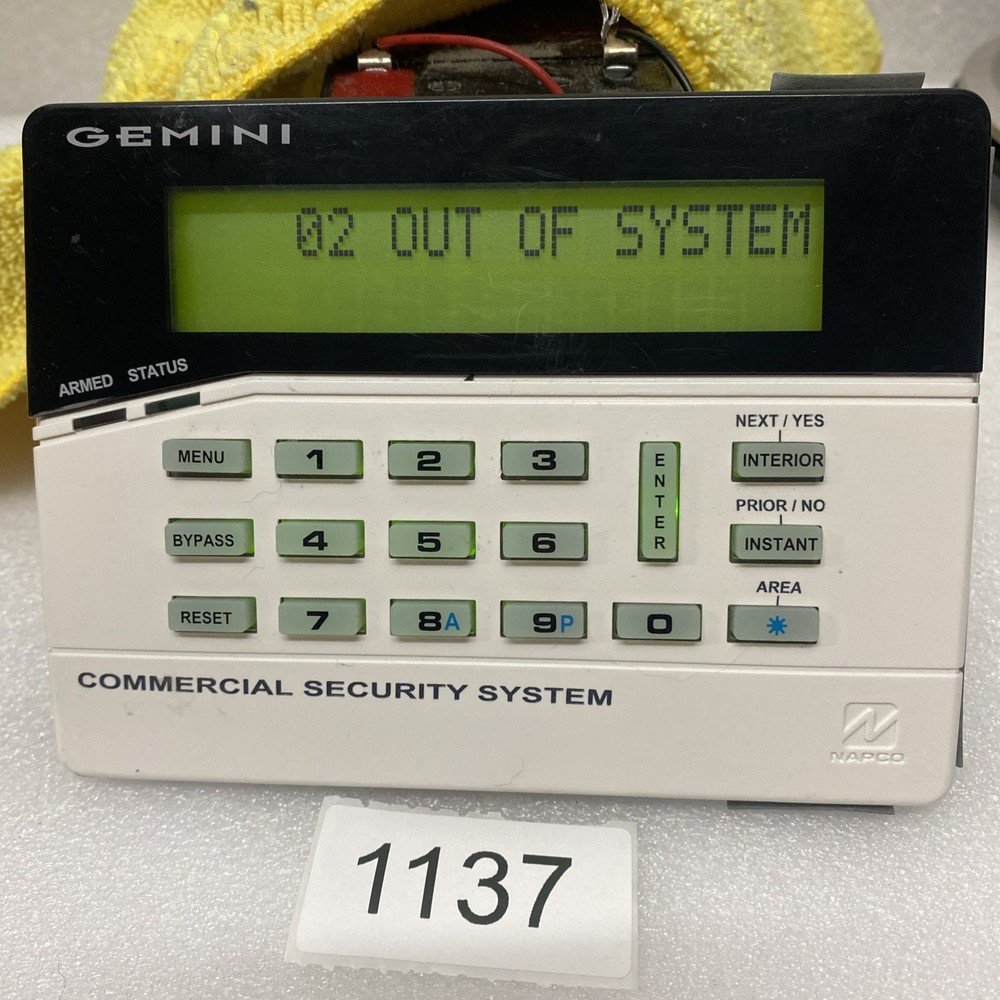 GEMINI
02 OUT OF SYSTEM
ARMED STATUS
NEXT / YES
MENU 1 2 3 ENTER INTERIOR
PRIOR / NO
BYPASS 4 5 6 INSTANT
AREA
RESET 7 8A 9P 0 ✳
COMMERCIAL SECURITY SYSTEM
NAPCO
1137